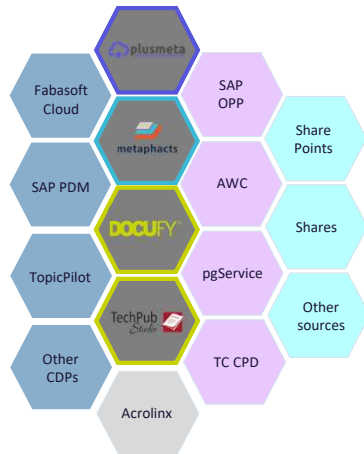 plusmeta
Fabasoft
Cloud
SAP
OPP
metaphacts
Share
Points
SAP PDM
AWC
DOCUFY
Shares
TopicPilot
pgService
TechPub
Studio
Other
sources
Other
CDPs
TC CPD
Acrolinx